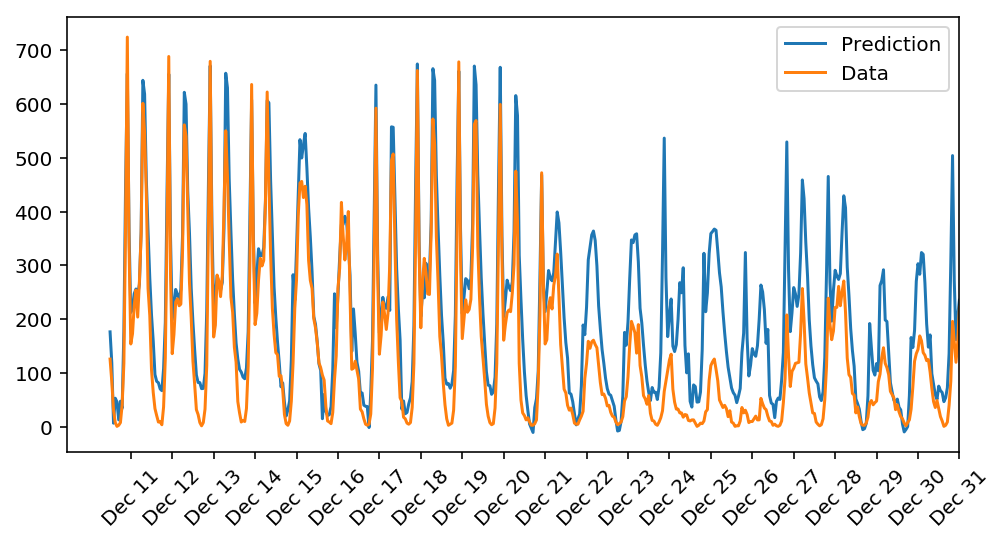 700
600
500
400
300
200
100
0
Prediction
Data
Dec 11
Dec 12
Dec 13
Dec 14
Dec 15
Dec 16
Dec 17
Dec 18
Dec 19
Dec 20
Dec 21
Dec 22
Dec 23
Dec 24
Dec 25
Dec 26
Dec 27
Dec 28
Dec 29
Dec 30
Dec 31